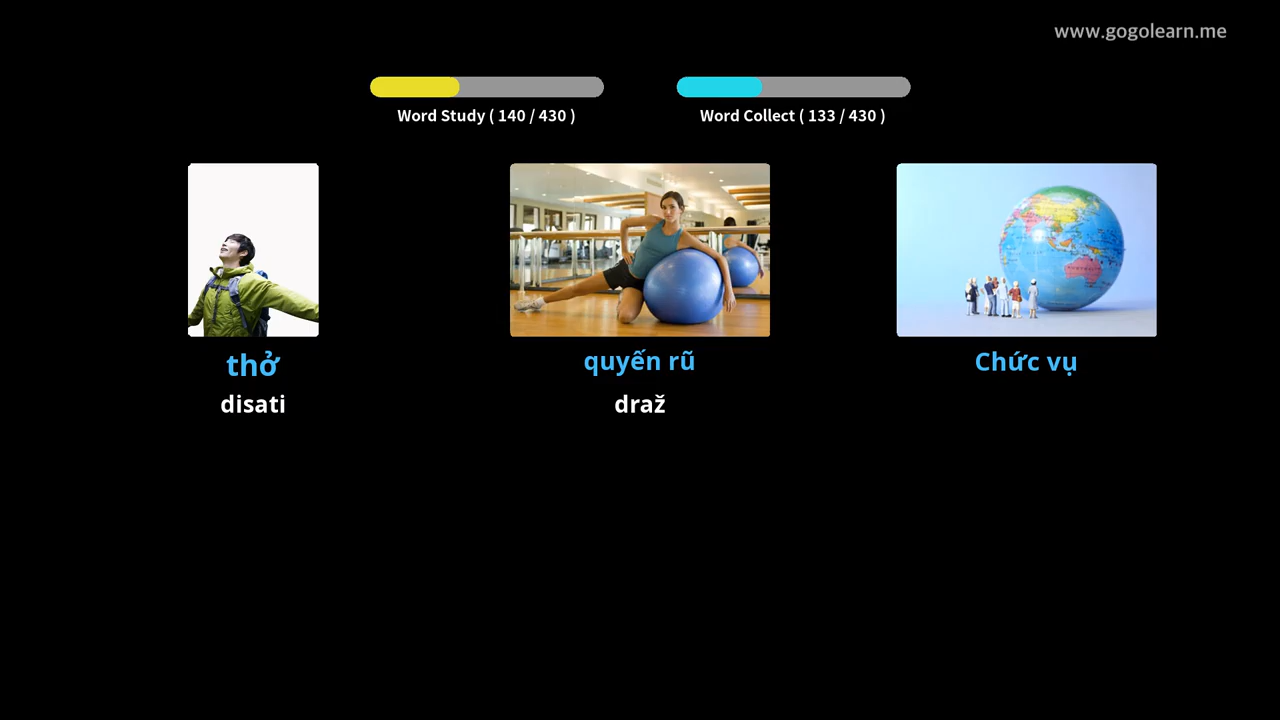 www.gogolearn.me
Word Study ( 140 / 430 )
Word Collect ( 133 / 430 )
thở
quyến rũ
Chức vụ
disati
draž